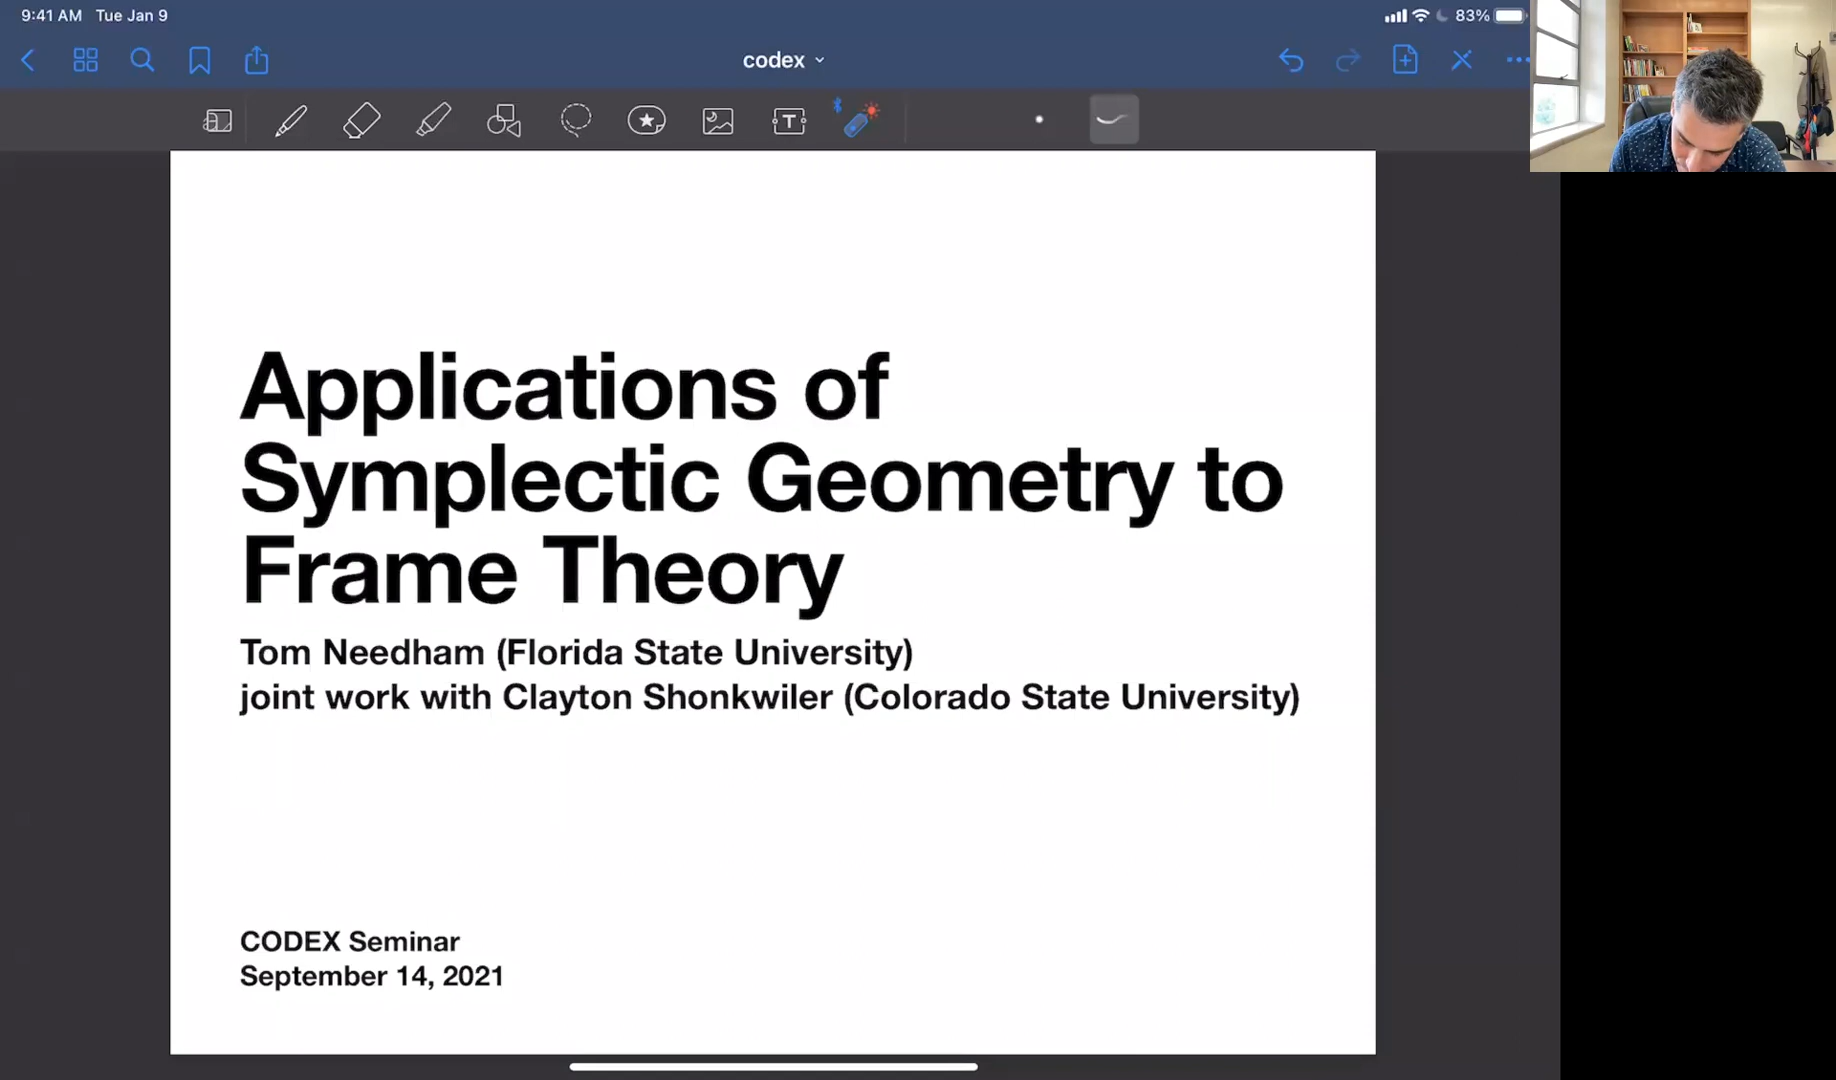 9:41 AM Tue Jan 9
83%
codex
T
Applications of
Symplectic Geometry to
Frame Theory
Tom Needham (Florida State University)
joint work with Clayton Shonkwiler (Colorado State University)
CODEX Seminar
September 14, 2021